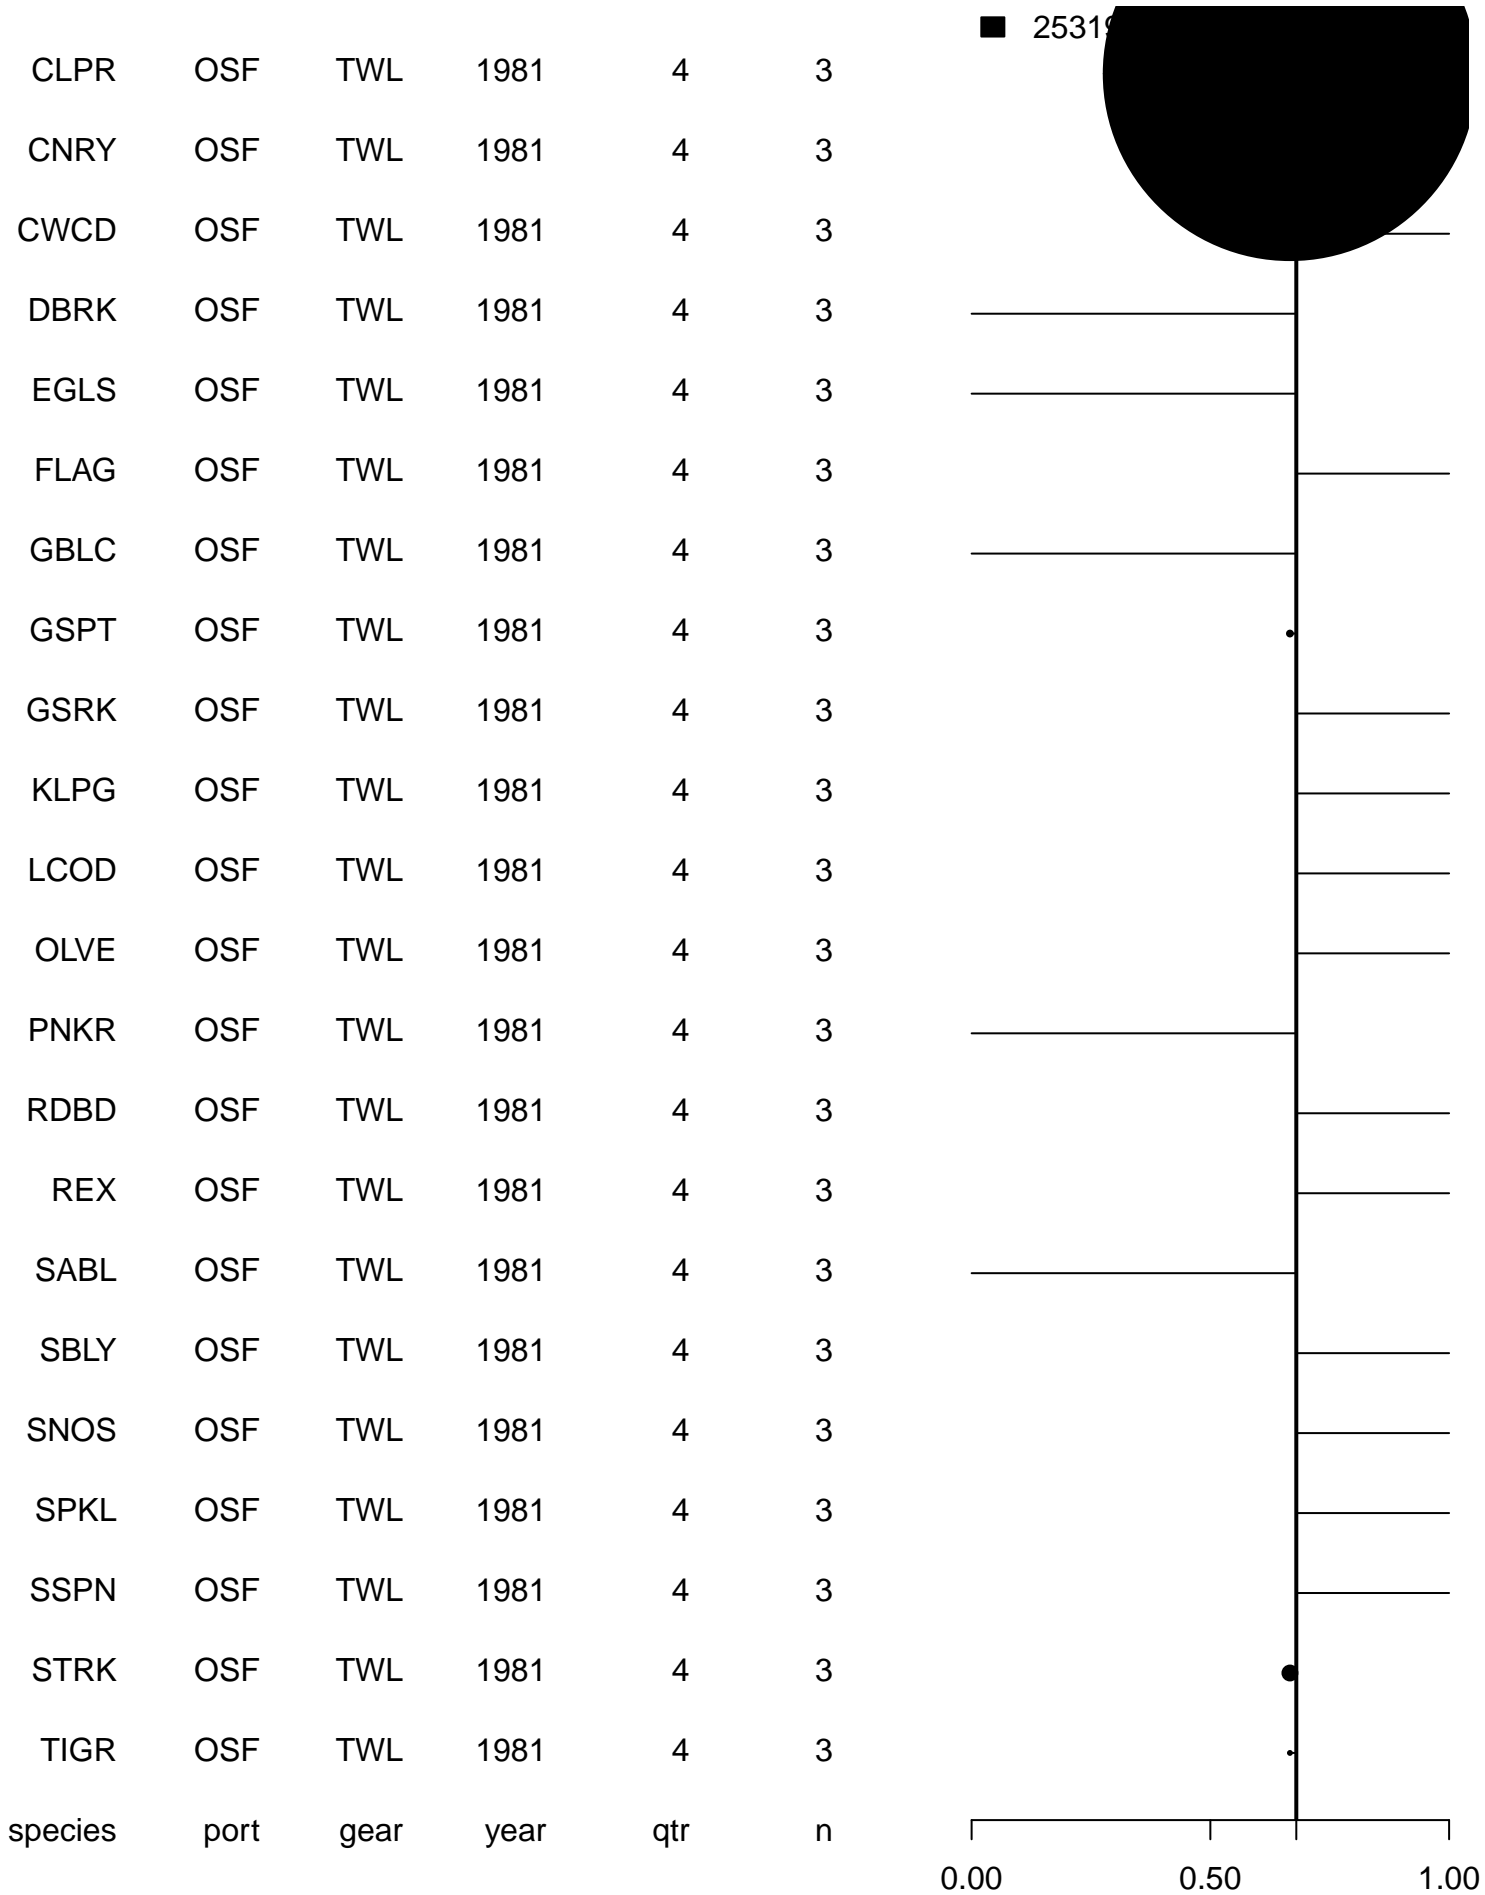 2531
CLPR OSF TWL 1981 4 3
CNRY OSF TWL 1981 4 3
CWCD OSF TWL 1981 4 3
DBRK OSF TWL 1981 4 3
EGLS OSF TWL 1981 4 3
FLAG OSF TWL 1981 4 3
GBLC OSF TWL 1981 4 3
GSPT OSF TWL 1981 4 3
GSRK OSF TWL 1981 4 3
KLPG OSF TWL 1981 4 3
LCOD OSF TWL 1981 4 3
OLVE OSF TWL 1981 4 3
PNKR OSF TWL 1981 4 3
RDBD OSF TWL 1981 4 3
REX OSF TWL 1981 4 3
SABL OSF TWL 1981 4 3
SBLY OSF TWL 1981 4 3
SNOS OSF TWL 1981 4 3
SPKL OSF TWL 1981 4 3
SSPN OSF TWL 1981 4 3
STRK OSF TWL 1981 4 3
TIGR OSF TWL 1981 4 3
species port gear year qtr n
0.00 0.50 1.00